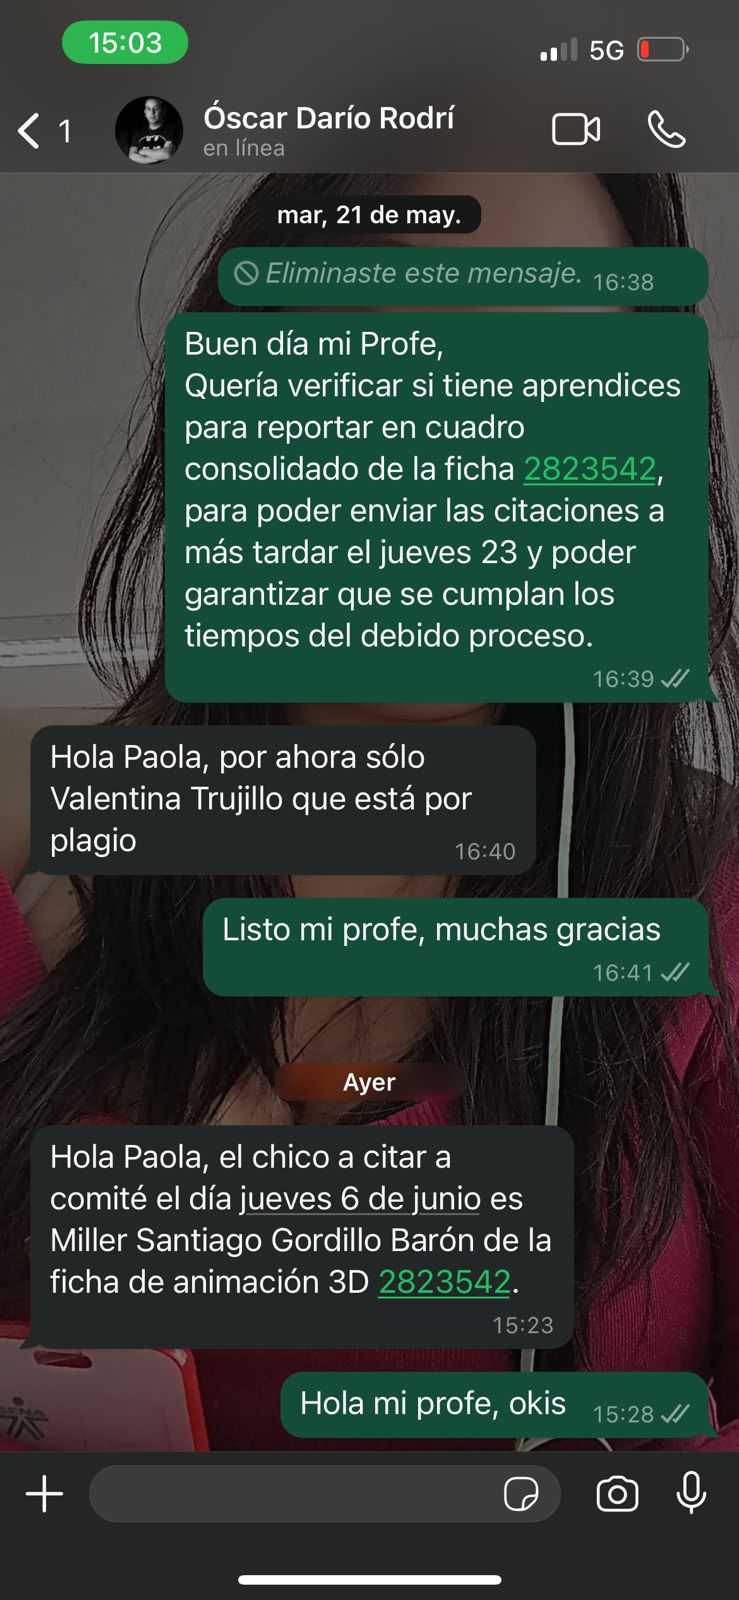 15:03
5G
1
Óscar Darío Rodrí
en línea
mar, 21 de may.
Eliminaste este mensaje. 16:38
Buen día mi Profe,
Quería verificar si tiene aprendices
para reportar en cuadro
consolidado de la ficha 2823542,
para poder enviar las citaciones a
más tardar el jueves 23 y poder
garantizar que se cumplan los
tiempos del debido proceso.
16:39
Hola Paola, por ahora sólo
Valentina Trujillo que está por
plagio
16:40
Listo mi profe, muchas gracias
16:41
Ayer
Hola Paola, el chico a citar a
comité el día jueves 6 de junio es
Miller Santiago Gordillo Barón de la
ficha de animación 3D 2823542.
15:23
SENA
Hola mi profe, okis 15:28